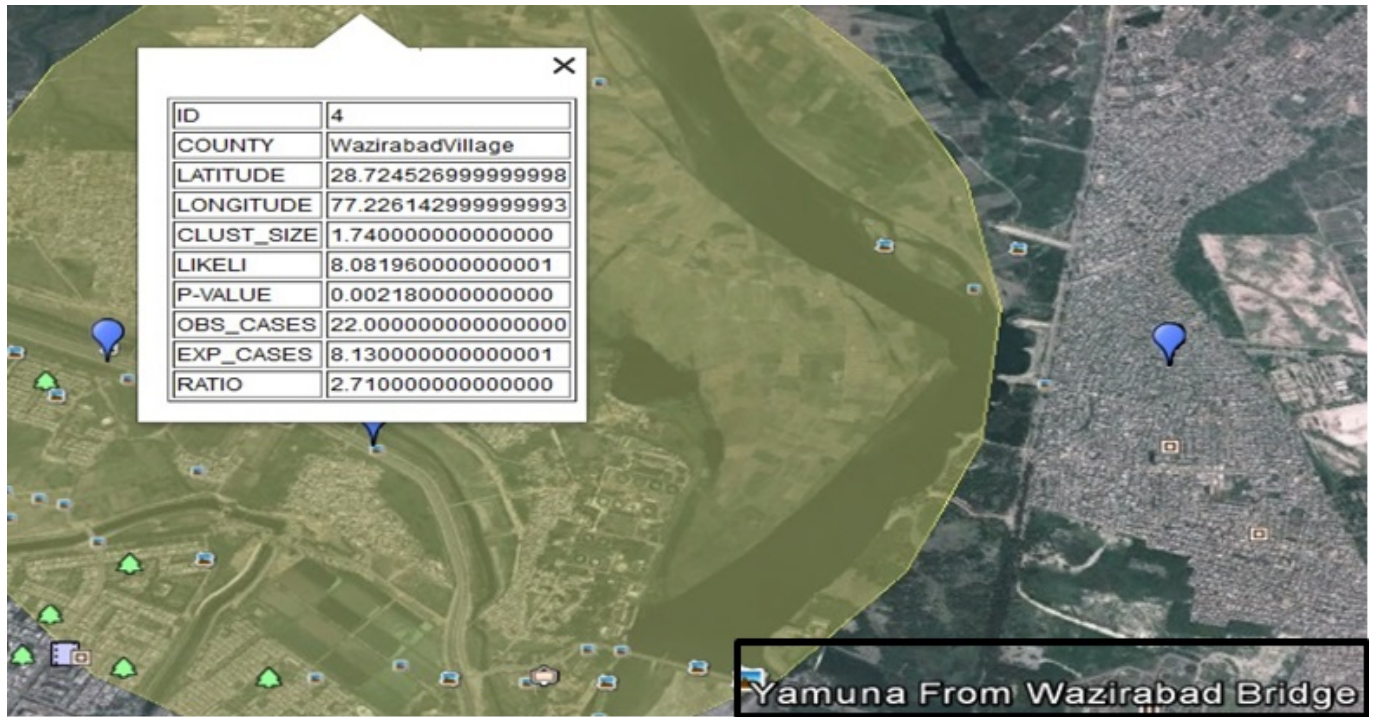 ID 4
COUNTY WazirabadVillage
LATITUDE 28.724526999999998
LONGITUDE 77.226142999999993
CLUST_SIZE 1.740000000000000
LIKELI 8.081960000000001
P-VALUE 0.002180000000000
OBS_CASES 22.000000000000000
EXP_CASES 8.130000000000001
RATIO 2.710000000000000
Yamuna From Wazirabad Bridge